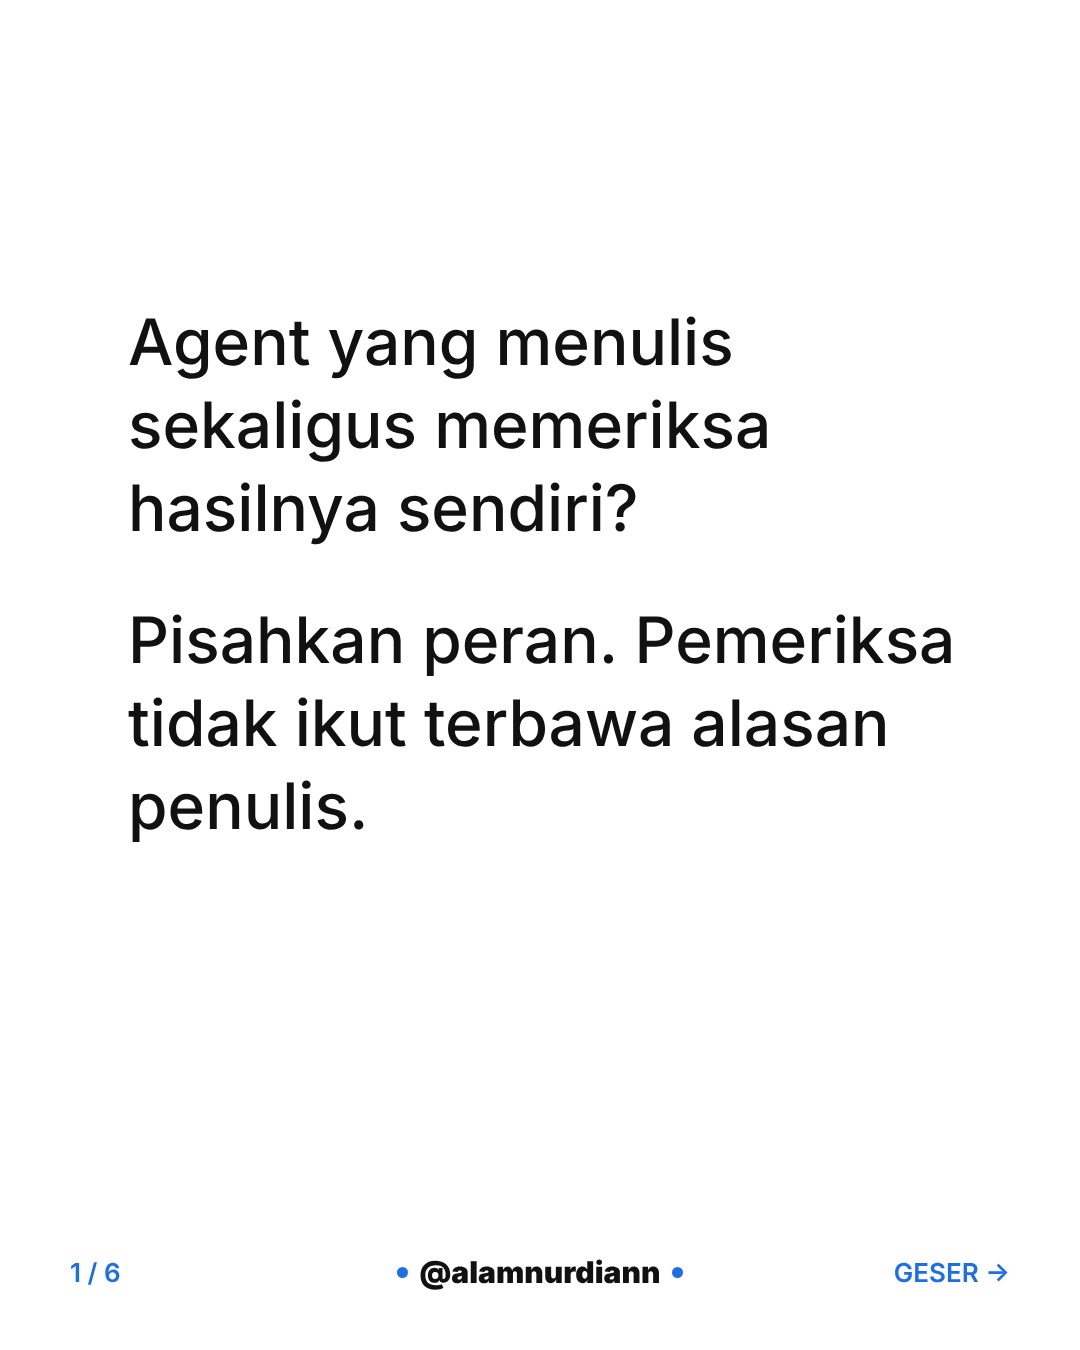 Agent yang menulis
sekaligus memeriksa
hasilnya sendiri?
Pisahkan peran. Pemeriksa
tidak ikut terbawa alasan
penulis.
1 / 6
• @alamnurdiann •
GESER →